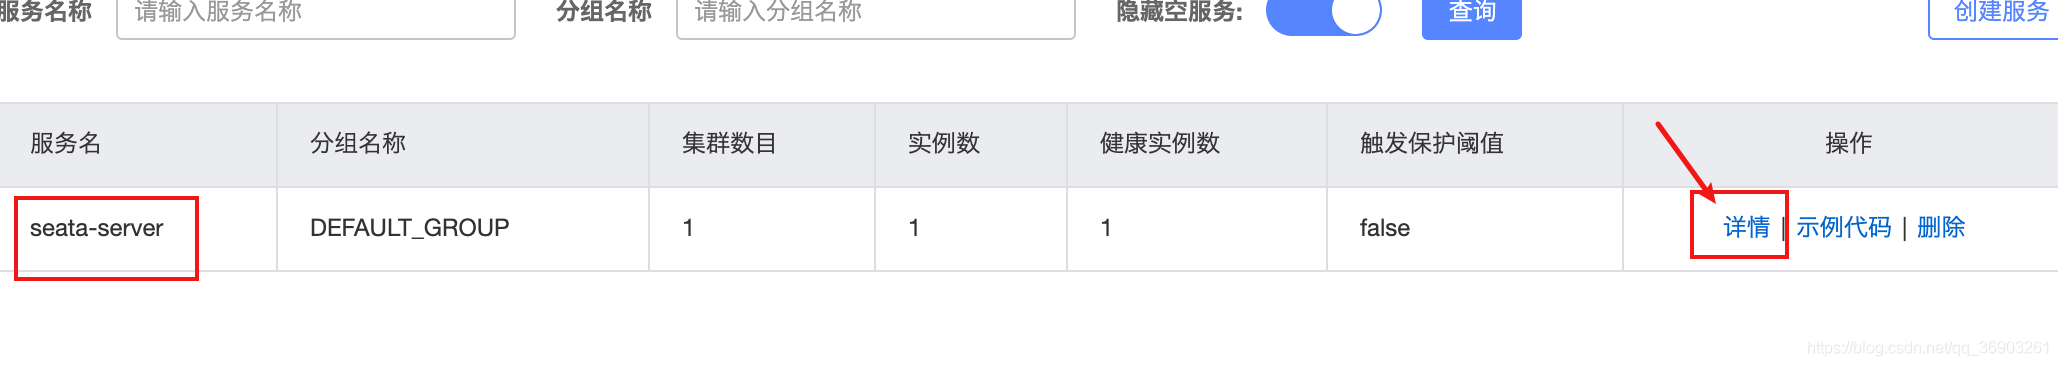 服务名称 请输入服务名称 分组名称 请输入分组名称 隐藏空服务: 查询 创建服务
服务名 分组名称 集群数目 实例数 健康实例数 触发保护阈值 操作
seata-server DEFAULT_GROUP 1 1 1 false 详情 | 示例代码 | 删除
https://blog.csdn.net/qq_36903261